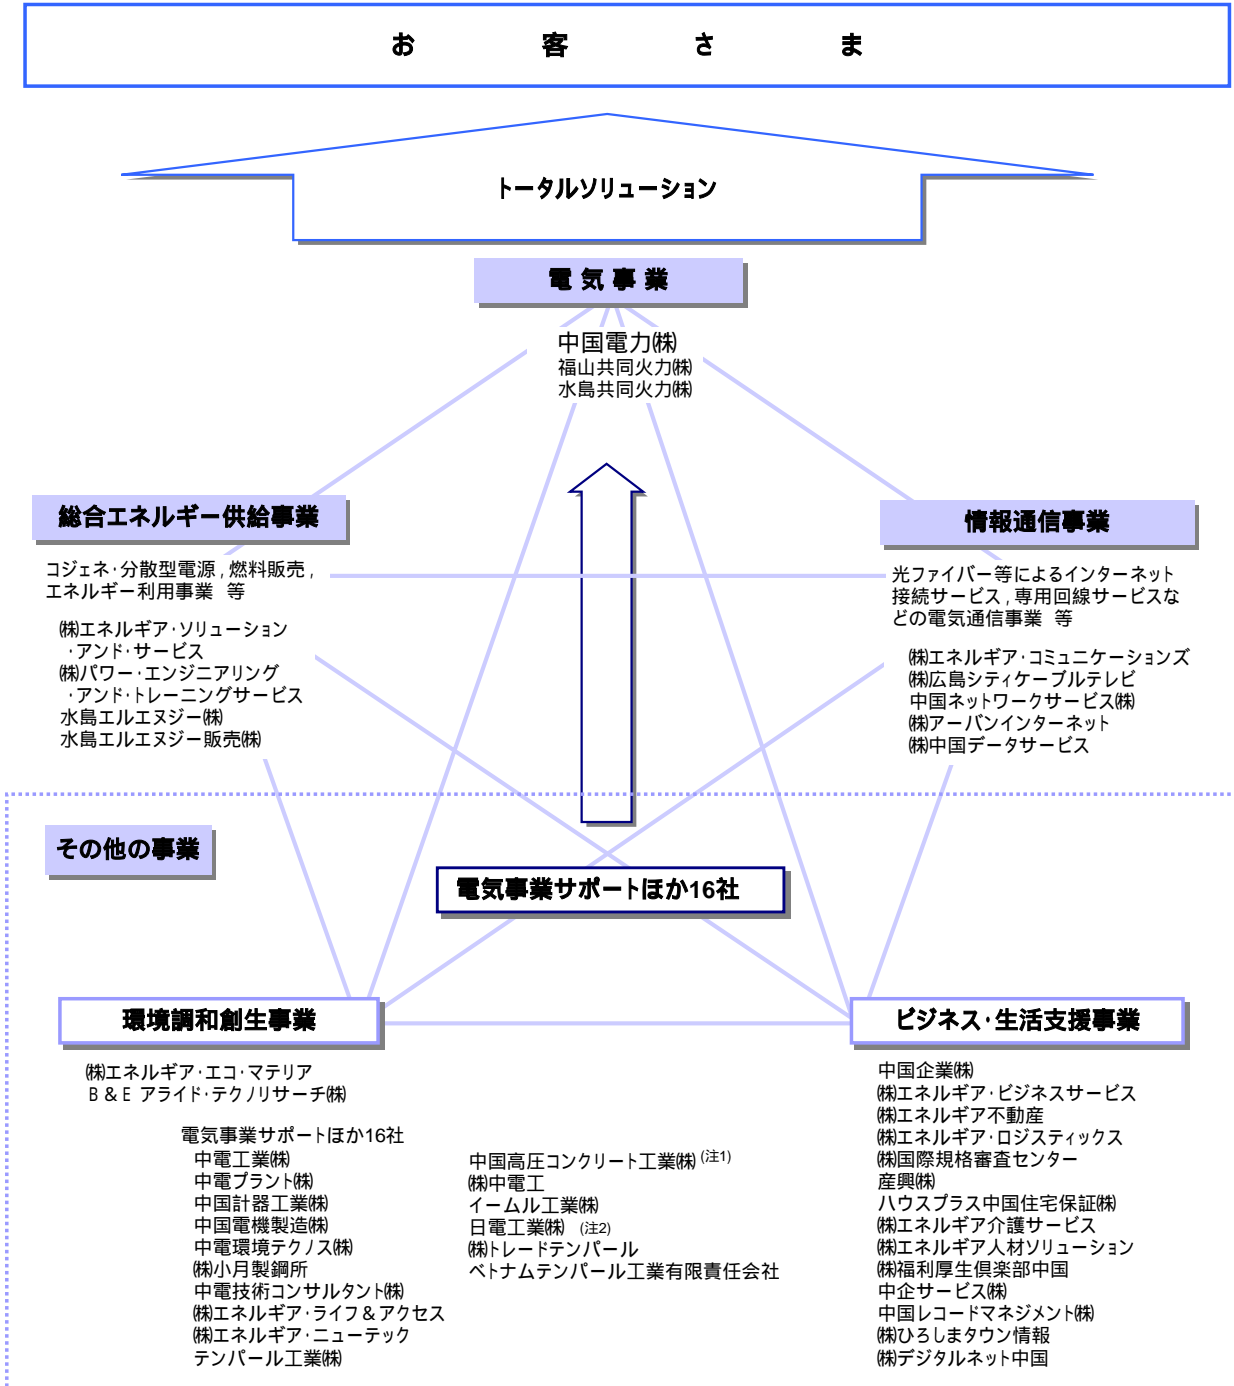 お客さま
トータルソリューション
電気事業
中国電力㈱
福山共同火力㈱
水島共同火力㈱
総合エネルギー供給事業
コジェネ・分散型電源，燃料販売，
エネルギー利用事業 等
㈱エネルギア・ソリューション
・アンド・サービス
㈱パワー・エンジニアリング
・アンド・トレーニングサービス
水島エルエヌジー㈱
水島エルエヌジー販売㈱
情報通信事業
光ファイバー等によるインターネット
接続サービス，専用回線サービスな
どの電気通信事業 等
㈱エネルギア・コミュニケーションズ
㈱広島シティケーブルテレビ
中国ネットワークサービス㈱
㈱アーバンインターネット
㈱中国データサービス
その他の事業
電気事業サポートほか16社
環境調和創生事業
㈱エネルギア・エコ・マテリア
Ｂ＆Ｅ アライド・テクノリサーチ㈱
電気事業サポートほか16社
中電工業㈱
中電プラント㈱
中国計器工業㈱
中国電機製造㈱
中電環境テクノス㈱
㈱小月製鋼所
中電技術コンサルタント㈱
㈱エネルギア・ライフ＆アクセス
㈱エネルギア・ニューテック
テンパール工業㈱
中国高圧コンクリート工業㈱(注1)
㈱中電工
イームル工業㈱
日電工業㈱ (注2)
㈱トレードテンパール
ベトナムテンパール工業有限責任会社
ビジネス・生活支援事業
中国企業㈱
㈱エネルギア・ビジネスサービス
㈱エネルギア不動産
㈱エネルギア・ロジスティックス
㈱国際規格審査センター
産興㈱
ハウスプラス中国住宅保証㈱
㈱エネルギア介護サービス
㈱エネルギア人材ソリューション
㈱福利厚生倶楽部中国
中企サービス㈱
中国レコードマネジメント㈱
㈱ひろしまタウン情報
㈱デジタルネット中国